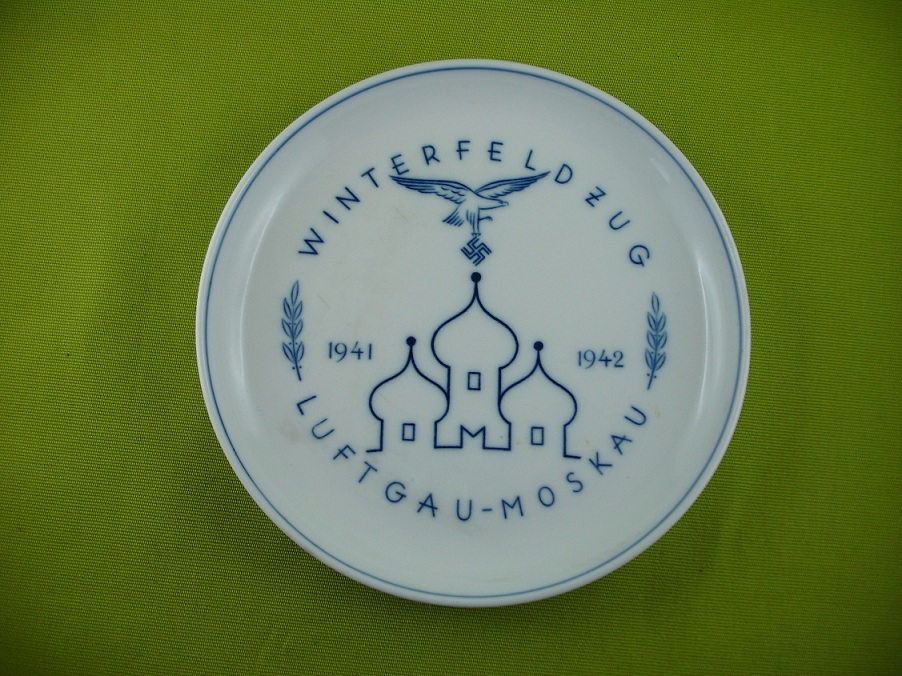 WINTERFELDZUG
1941
1942
LUFTGAU-MOSKAU